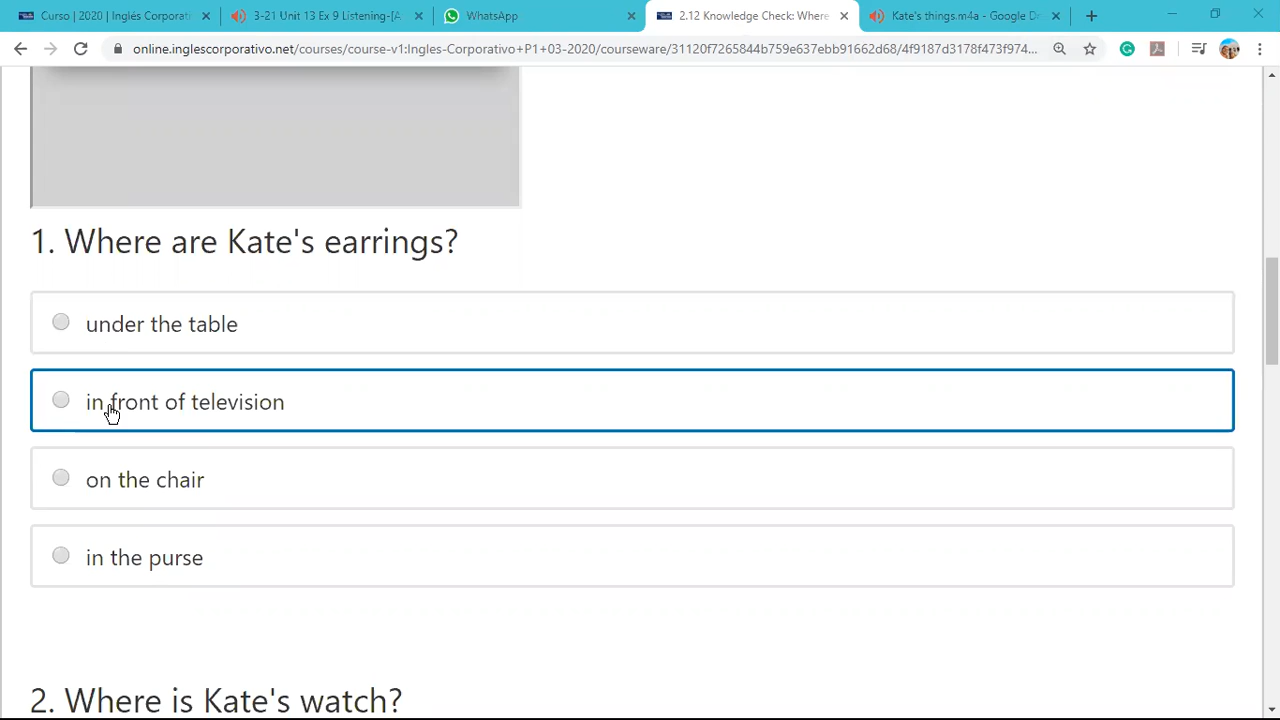 Curso | 2020 | Inglés Corporati
3-21 Unit 13 Ex 9 Listening-[A
WhatsApp
2.12 Knowledge Check: Where
Kate's things.m4a - Google Dr
online.inglescorporativo.net/courses/course-v1:Ingles-Corporativo+P1+03-2020/courseware/31120f7265844b759e637ebb91662d68/4f9187d3178f473f974...
1. Where are Kate's earrings?
under the table
in front of television
on the chair
in the purse
2. Where is Kate's watch?